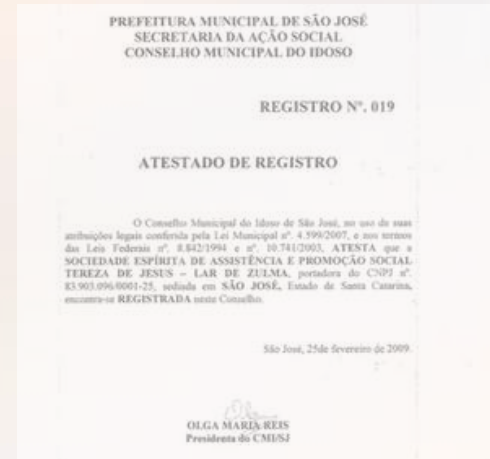 PREFEITURA MUNICIPAL DE SÃO JOSÉ
SECRETARIA DA AÇÃO SOCIAL
CONSELHO MUNICIPAL DO IDOSO
REGISTRO Nº. 019
ATESTADO DE REGISTRO
O Conselho Municipal do Idoso de São José, no uso de suas
atribuições legais conferida pela Lei Municipal nº. 4.599/2007, e nos termos
das Leis Federais nº. 8.842/1994 e nº. 10.741/2003, ATESTA que a
SOCIEDADE ESPÍRITA DE ASSISTÊNCIA E PROMOÇÃO SOCIAL
TEREZA DE JESUS – LAR DE ZULMA, portadora do CNPJ nº.
83.903.096/0001-25, sediada em SÃO JOSÉ, Estado de Santa Catarina,
encontra-se REGISTRADA neste Conselho.
São José, 25de fevereiro de 2009.
OLGA MARIA REIS
Presidenta do CMI/SJ